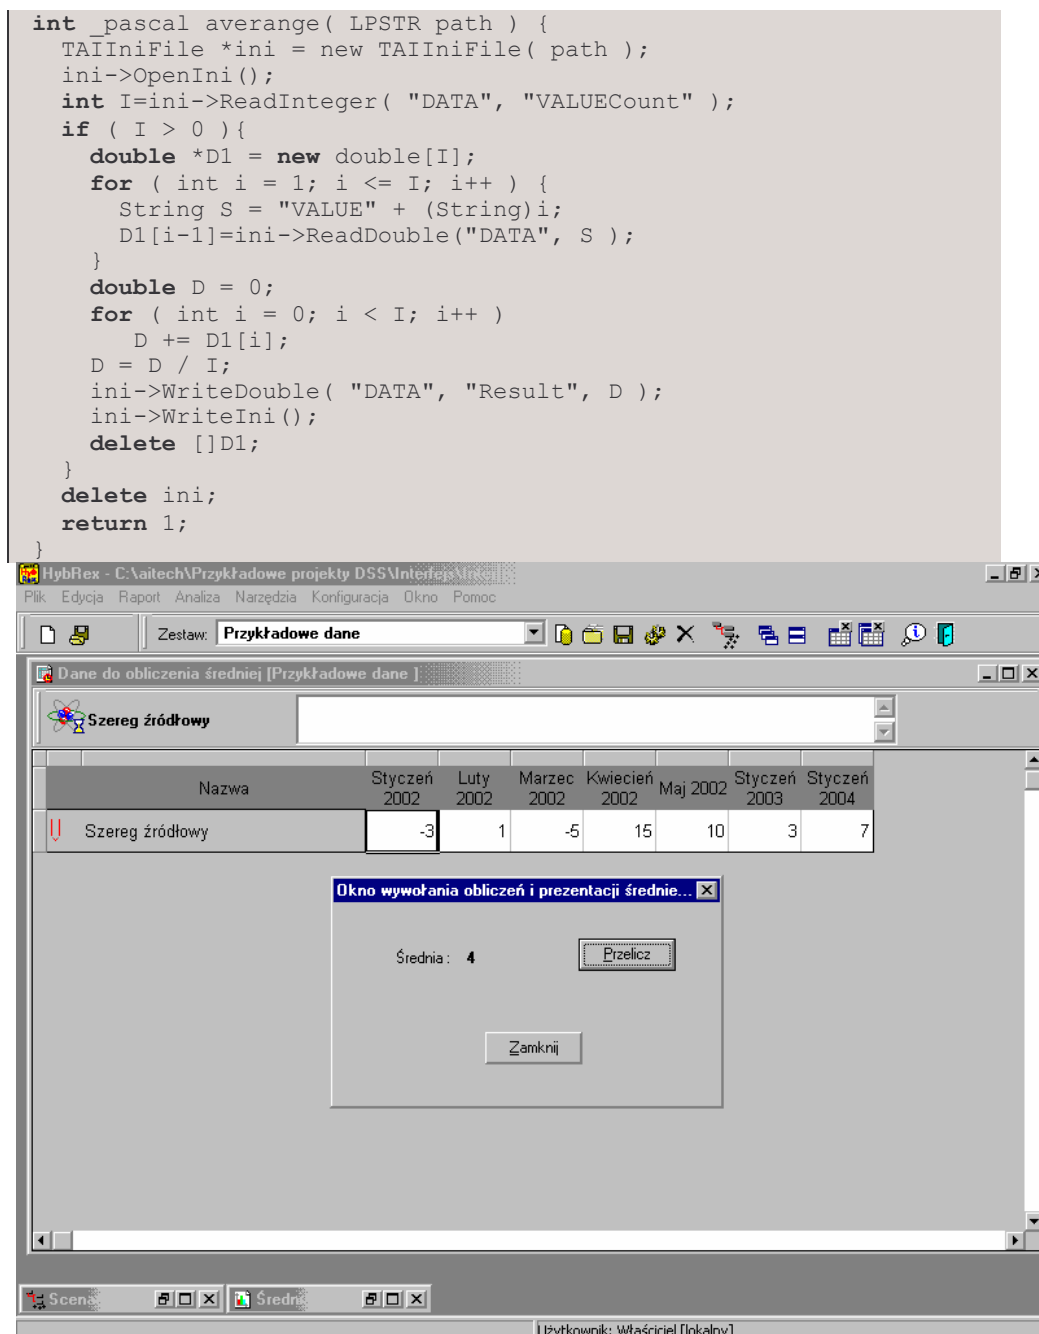 int _pascal averange( LPSTR path ) {
TAIIniFile *ini = new TAIIniFile( path );
ini->OpenIni();
int I=ini->ReadInteger( "DATA", "VALUECount" );
if ( I > 0 ){
double *D1 = new double[I];
for ( int i = 1; i <= I; i++ ) {
String S = "VALUE" + (String)i;
D1[i-1]=ini->ReadDouble("DATA", S );
}
double D = 0;
for ( int i = 0; i < I; i++ )
D += D1[i];
D = D / I;
ini->WriteDouble( "DATA", "Result", D );
ini->WriteIni();
delete []D1;
}
delete ini;
return 1;
}
HybRex - C:\aitech\Przykładowe projekty DSS\Interfejs\
Plik Edycja Raport Analiza Narzędzia Konfiguracja Okno Pomoc
Zestaw: Przykładowe dane
Dane do obliczenia średniej [Przykładowe dane ]
Szereg źródłowy
Nazwa Styczeń 2002 Luty 2002 Marzec 2002 Kwiecień 2002 Maj 2002 Styczeń 2003 Styczeń 2004
Szereg źródłowy -3 1 -5 15 10 3 7
Okno wywołania obliczeń i prezentacji średnie...
Średnia : 4 Przelicz
Zamknij
Scena Średni
Użytkownik: Właściciel [lokalny]